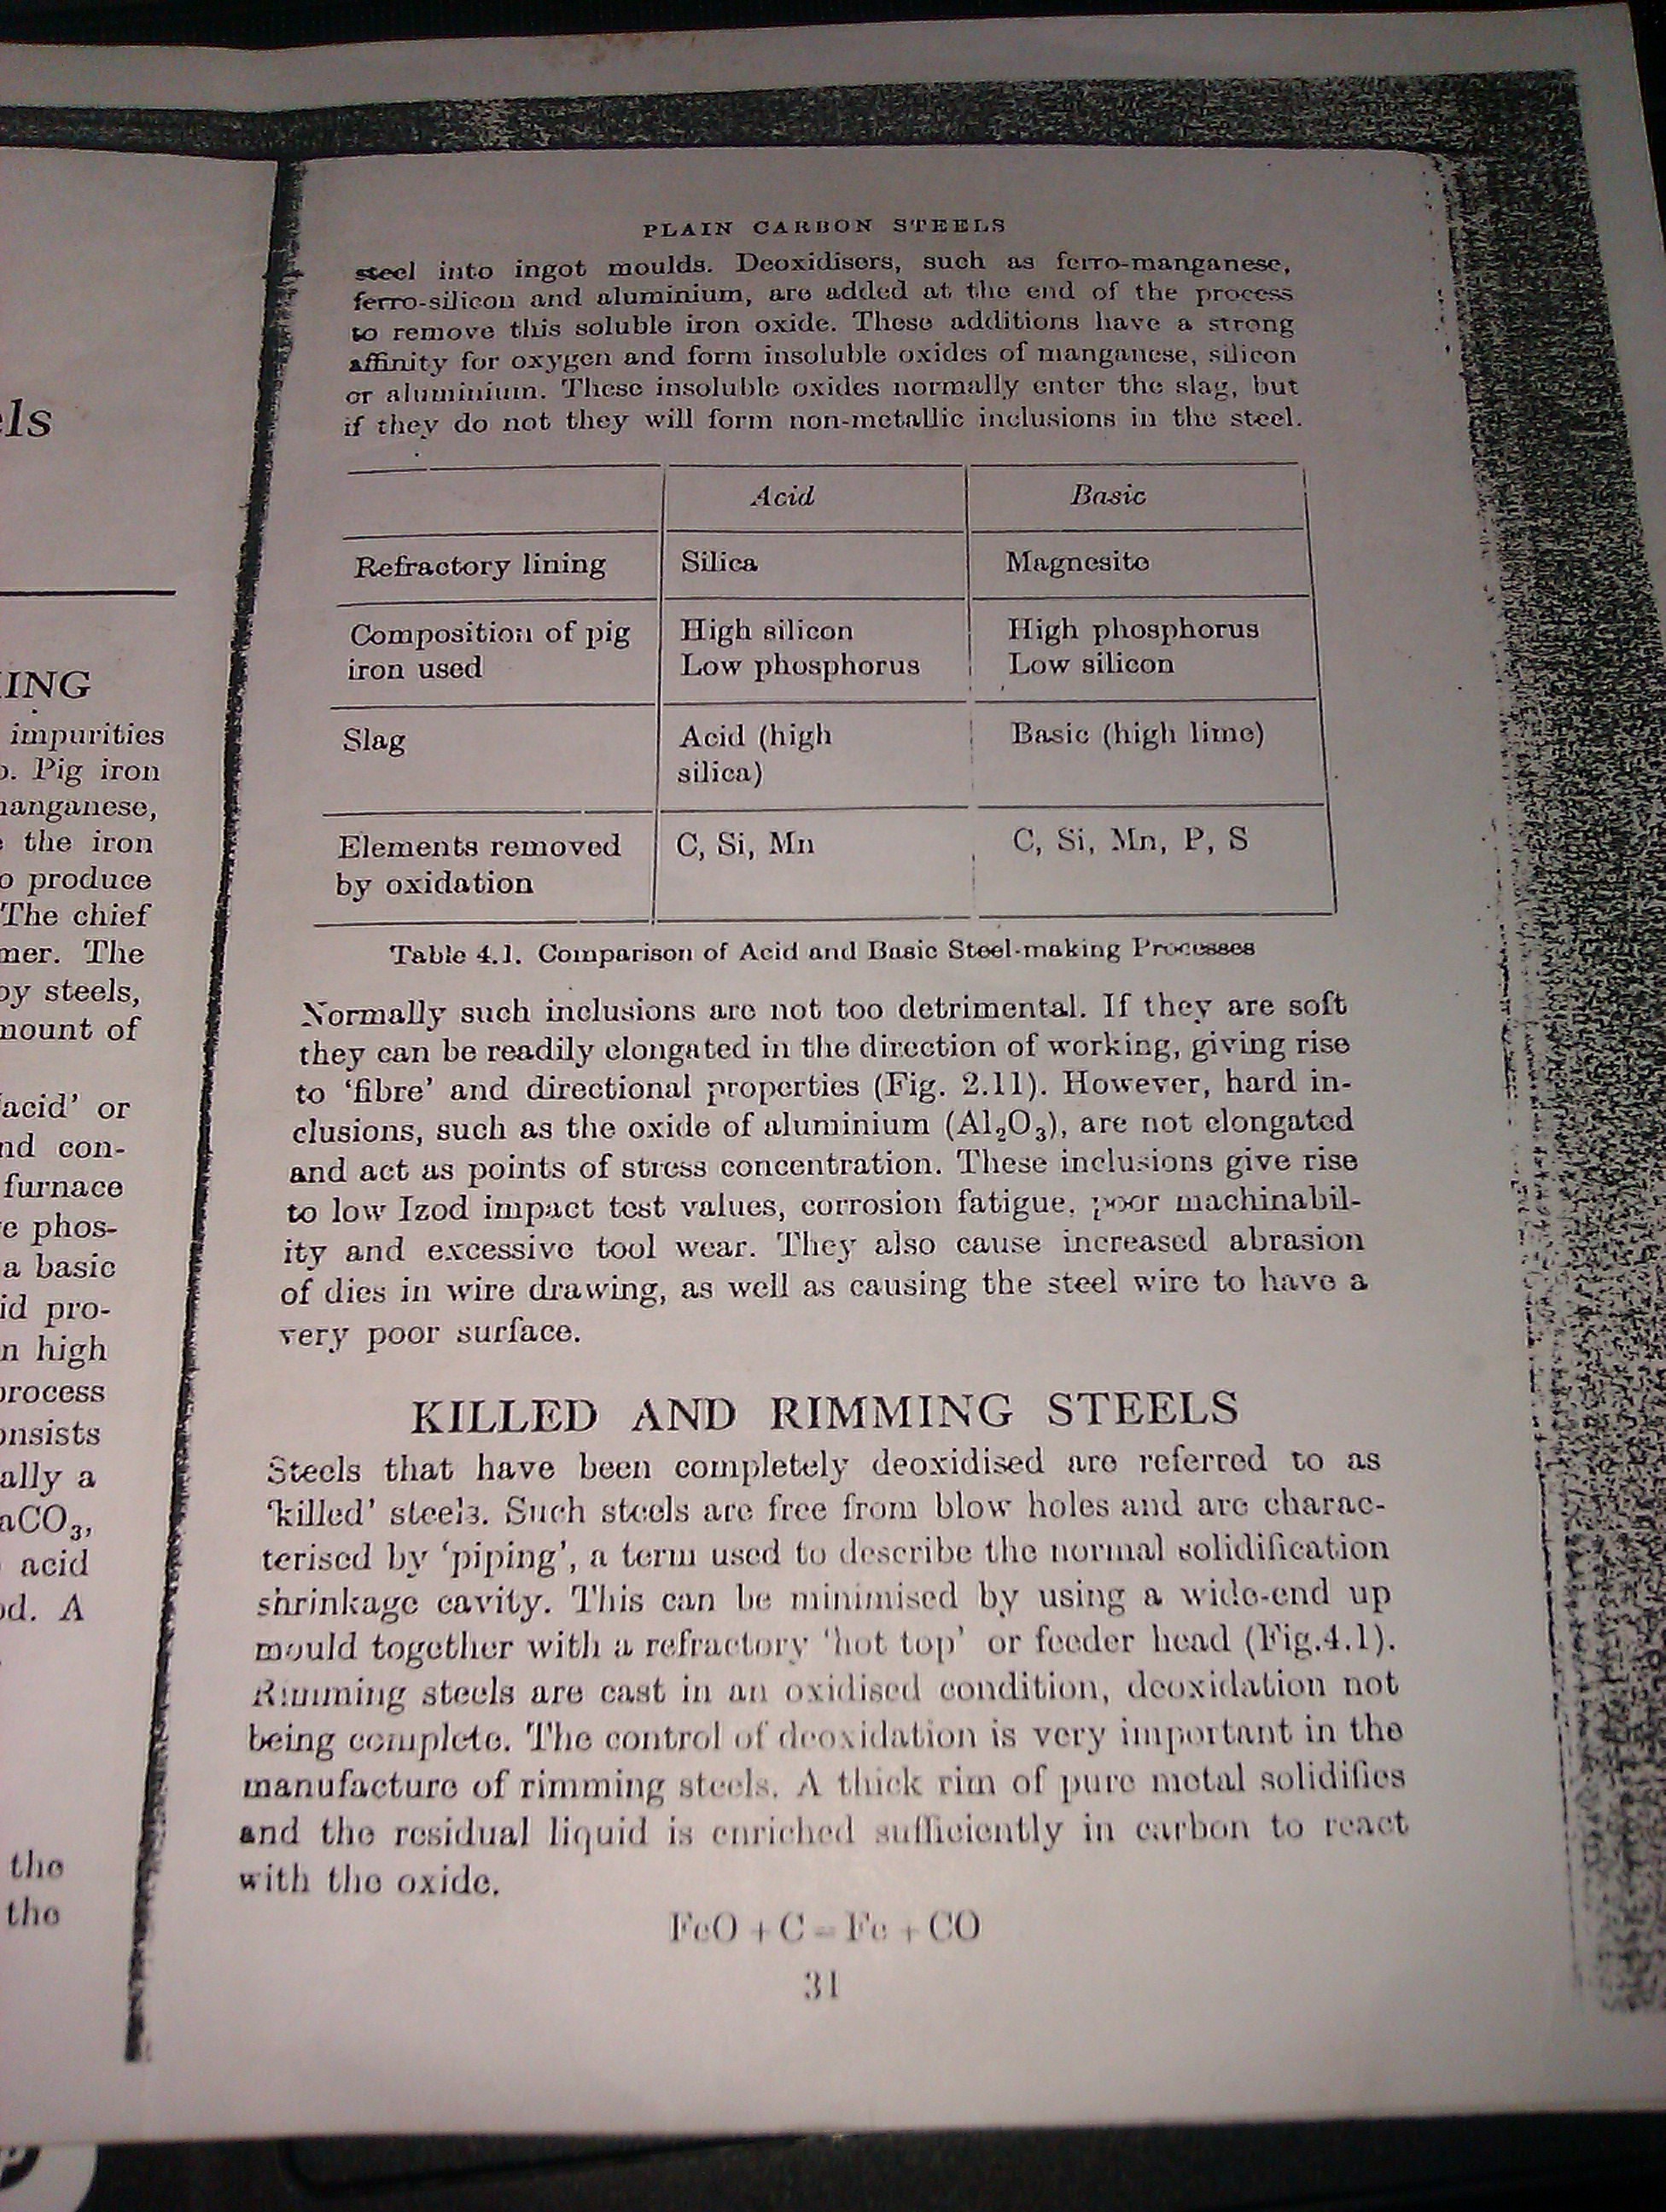 els
ING
impurities
. Pig iron
anganese,
the iron
o produce
The chief
mer. The
oy steels,
mount of
'acid' or
nd con-
furnace
e phos-
a basic
id pro-
n high
process
onsists
ally a
aCO₃,
acid
od. A
the
the
PLAIN CARBON STEELS
steel into ingot moulds. Deoxidisers, such as ferro-manganese,
ferro-silicon and aluminium, are added at the end of the process
to remove this soluble iron oxide. These additions have a strong
affinity for oxygen and form insoluble oxides of manganese, silicon
or aluminium. These insoluble oxides normally enter the slag, but
if they do not they will form non-metallic inclusions in the steel.
Acid Basic
Refractory lining Silica Magnesite
Composition of pig High silicon High phosphorus
iron used Low phosphorus Low silicon
Slag Acid (high Basic (high lime)
silica)
Elements removed C, Si, Mn C, Si, Mn, P, S
by oxidation
Table 4.1. Comparison of Acid and Basic Steel-making Processes
Normally such inclusions are not too detrimental. If they are soft
they can be readily elongated in the direction of working, giving rise
to 'fibre' and directional properties (Fig. 2.11). However, hard in-
clusions, such as the oxide of aluminium (Al₂O₃), are not elongated
and act as points of stress concentration. These inclusions give rise
to low Izod impact test values, corrosion fatigue, poor machinabil-
ity and excessive tool wear. They also cause increased abrasion
of dies in wire drawing, as well as causing the steel wire to have a
very poor surface.
KILLED AND RIMMING STEELS
Steels that have been completely deoxidised are referred to as
'killed' steels. Such steels are free from blow holes and are charac-
terised by 'piping', a term used to describe the normal solidification
shrinkage cavity. This can be minimised by using a wide-end up
mould together with a refractory 'hot top' or feeder head (Fig.4.1).
Rimming steels are cast in an oxidised condition, deoxidation not
being complete. The control of deoxidation is very important in the
manufacture of rimming steels. A thick rim of pure metal solidifies
and the residual liquid is enriched sufficiently in carbon to react
with the oxide.
FeO + C = Fe + CO
31